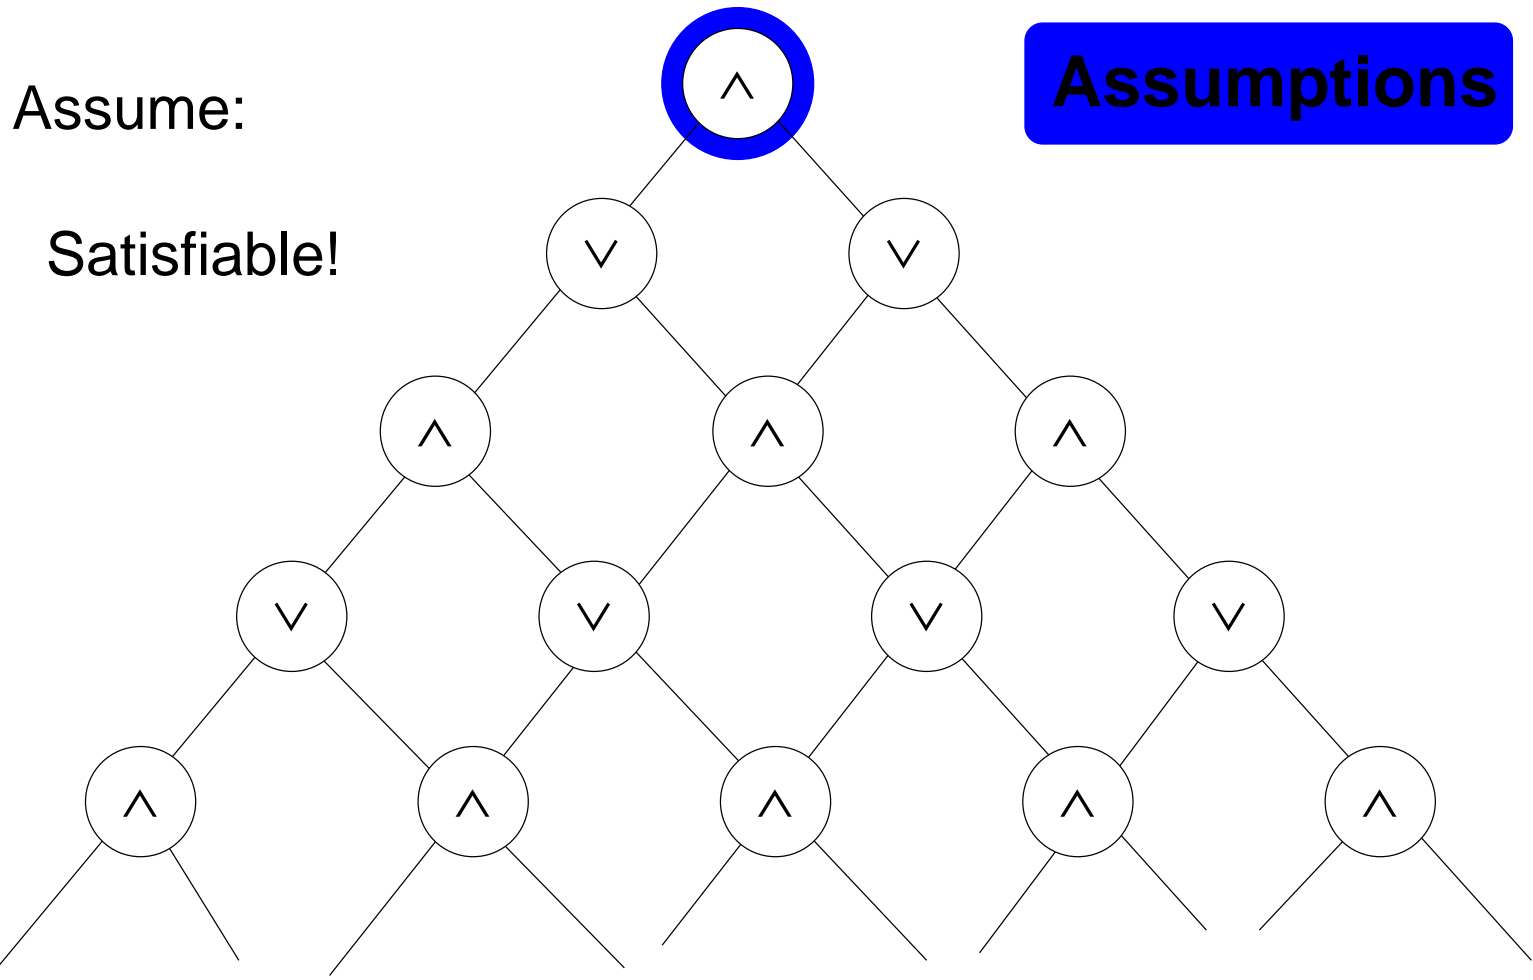 Assumptions
Assume:
Satisfiable!
∧
∨ ∨
∧ ∧ ∧
∨ ∨ ∨ ∨
∧ ∧ ∧ ∧ ∧